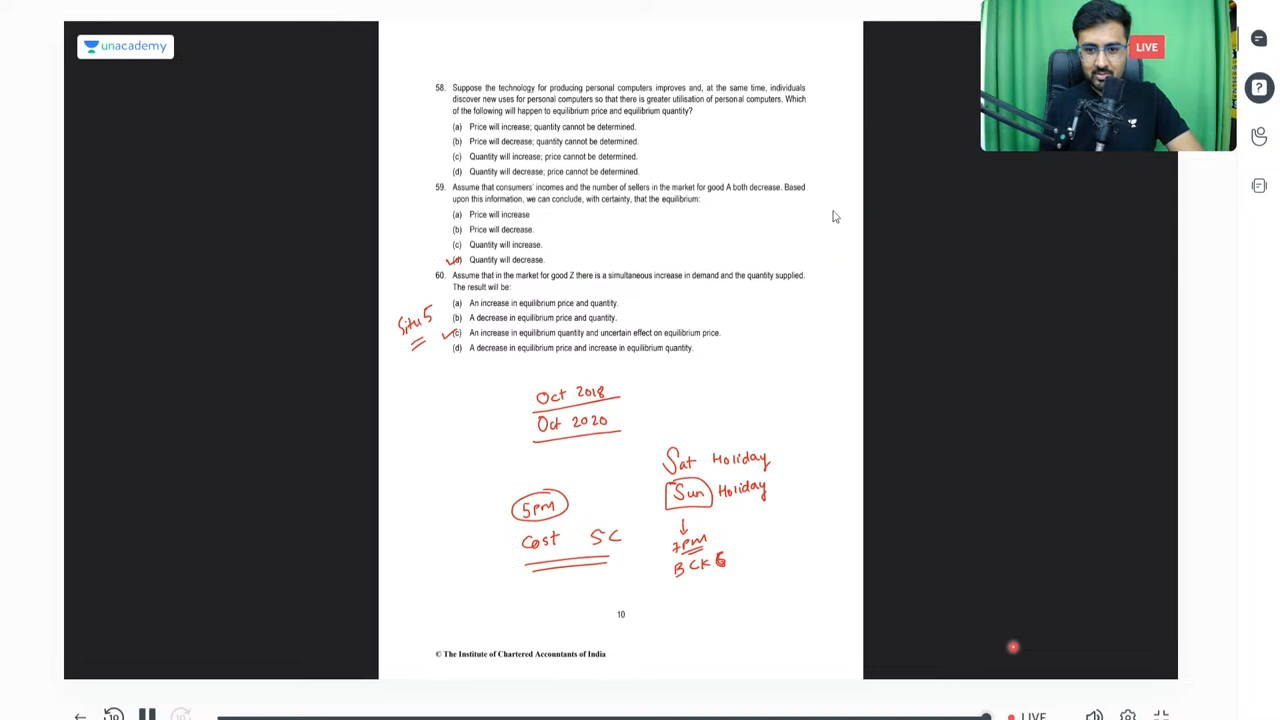 unacademy
LIVE
58. Suppose the technology for producing personal computers improves and, at the same time, individuals
discover new uses for personal computers so that there is greater utilisation of personal computers. Which
of the following will happen to equilibrium price and equilibrium quantity?
(a) Price will increase; quantity cannot be determined.
(b) Price will decrease; quantity cannot be determined.
(c) Quantity will increase; price cannot be determined.
(d) Quantity will decrease; price cannot be determined.
59. Assume that consumers' incomes and the number of sellers in the market for good A both decrease. Based
upon this information, we can conclude, with certainty, that the equilibrium:
(a) Price will increase
(b) Price will decrease.
(c) Quantity will increase.
(d) Quantity will decrease.
60. Assume that in the market for good Z there is a simultaneous increase in demand and the quantity supplied.
The result will be:
(a) An increase in equilibrium price and quantity.
(b) A decrease in equilibrium price and quantity.
Situ 5
(c) An increase in equilibrium quantity and uncertain effect on equilibrium price.
(d) A decrease in equilibrium price and increase in equilibrium quantity.
Oct 2018
Oct 2020
Sat Holiday
Sun Holiday
5pm
Cost SC
7pm
BCK
10
© The Institute of Chartered Accountants of India
10
10
LIVE